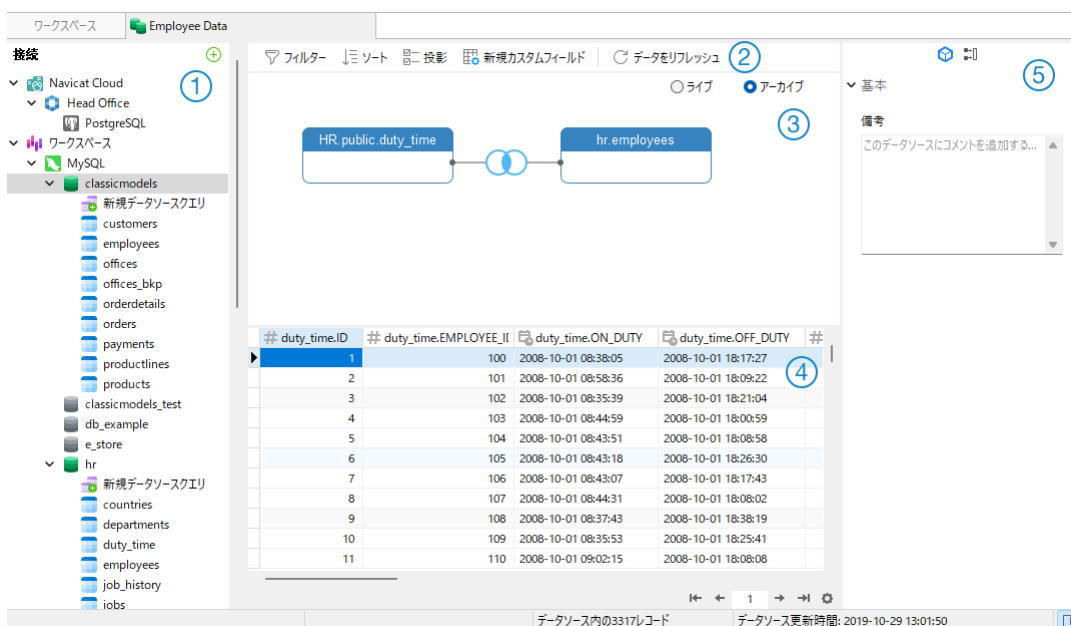 ワークスペース
Employee Data
接続
①
Navicat Cloud
Head Office
PostgreSQL
ワークスペース
MySQL
classicmodels
新規データソースクエリ
customers
employees
offices
offices_bkp
orderdetails
orders
payments
productlines
products
classicmodels_test
db_example
e_store
hr
新規データソースクエリ
countries
departments
duty_time
employees
job_history
jobs
フィルター ソート 投影 新規カスタムフィールド データをリフレッシュ ②
ライブ アーカイブ
③
HR.public.duty_time
hr.employees
# duty_time.ID # duty_time.EMPLOYEE_II duty_time.ON_DUTY duty_time.OFF_DUTY #
1 100 2008-10-01 08:38:05 2008-10-01 18:17:27
④
2 101 2008-10-01 08:58:36 2008-10-01 18:09:22
3 102 2008-10-01 08:35:39 2008-10-01 18:21:04
4 103 2008-10-01 08:44:59 2008-10-01 18:00:59
5 104 2008-10-01 08:43:51 2008-10-01 18:08:58
6 105 2008-10-01 08:43:18 2008-10-01 18:26:30
7 106 2008-10-01 08:43:07 2008-10-01 18:17:43
8 107 2008-10-01 08:44:31 2008-10-01 18:08:02
9 108 2008-10-01 08:37:43 2008-10-01 18:38:19
10 109 2008-10-01 08:35:53 2008-10-01 18:25:41
11 110 2008-10-01 09:02:15 2008-10-01 18:08:08
1
⑤
基本
備考
このデータソースにコメントを追加する...
データソース内の3317レコード
データソース更新時間: 2019-10-29 13:01:50